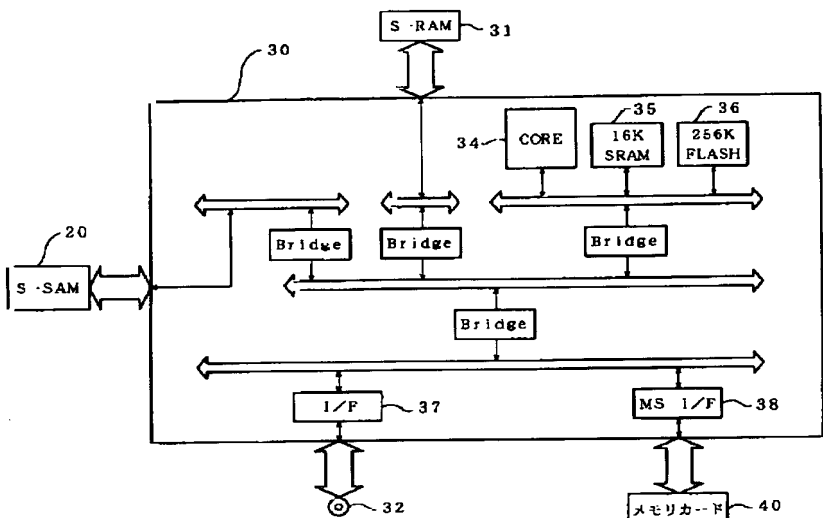 S-RAM
31
30
35
36
34
CORE
16K
SRAM
256K
FLASH
20
Bridge
Bridge
Bridge
S-SAM
Bridge
I/F
37
MS I/F
38
32
メモリカード
40